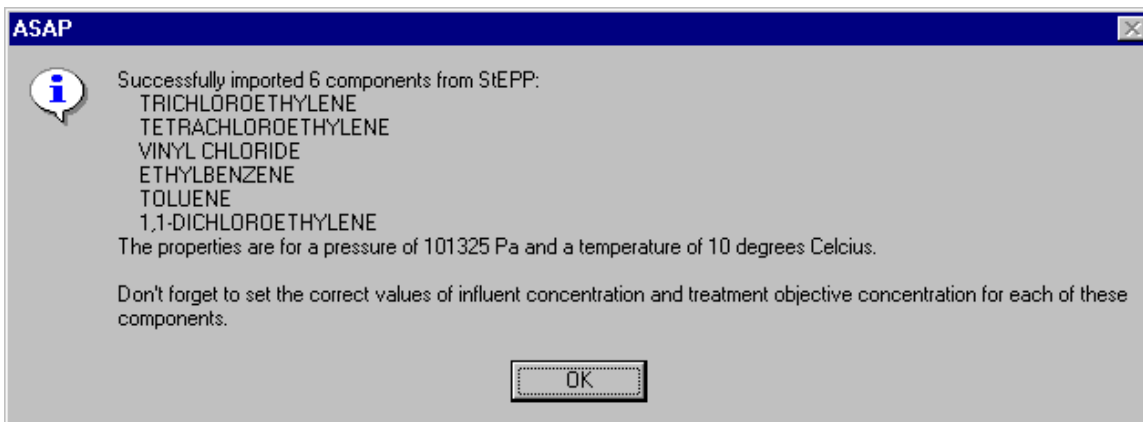 ASAP
Successfully imported 6 components from StEPP:
TRICHLOROETHYLENE
TETRACHLOROETHYLENE
VINYL CHLORIDE
ETHYLBENZENE
TOLUENE
1,1-DICHLOROETHYLENE
The properties are for a pressure of 101325 Pa and a temperature of 10 degrees Celcius.
Don't forget to set the correct values of influent concentration and treatment objective concentration for each of these
components.
OK